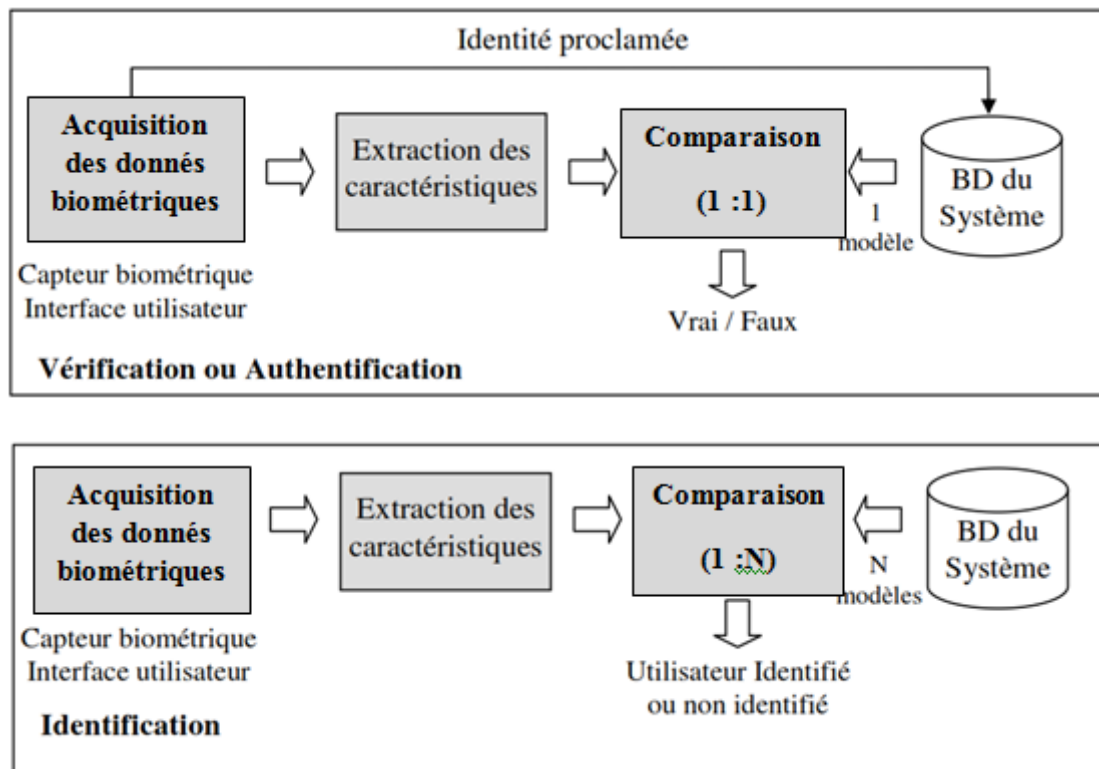 Identité proclamée
Acquisition
des donnés
biométriques
Extraction des
caractéristiques
Comparaison
(1 :1)
1
modèle
BD du
Système
Capteur biométrique
Interface utilisateur
Vrai / Faux
Vérification ou Authentification
Acquisition
des donnés
biométriques
Extraction des
caractéristiques
Comparaison
(1 :N)
N
modèles
BD du
Système
Capteur biométrique
Interface utilisateur
Utilisateur Identifié
ou non identifié
Identification